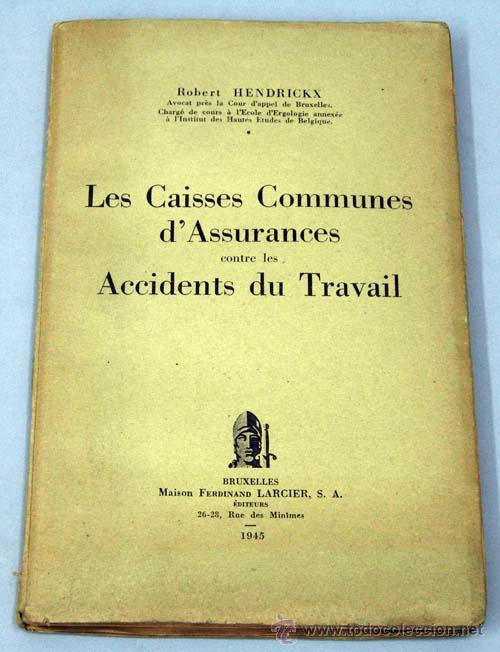 Robert HENDRICKX
Avocat près la Cour d'appel de Bruxelles.
Chargé de cours à l'Ecole d'Ergologie annexée
à l'Institut des Hautes Etudes de Belgique.
Les Caisses Communes
d'Assurances
contre les
Accidents du Travail
BRUXELLES
Maison FERDINAND LARCIER, S. A.
ÉDITEURS
26-28, Rue des Minimes
1945
www.todocoleccion.net